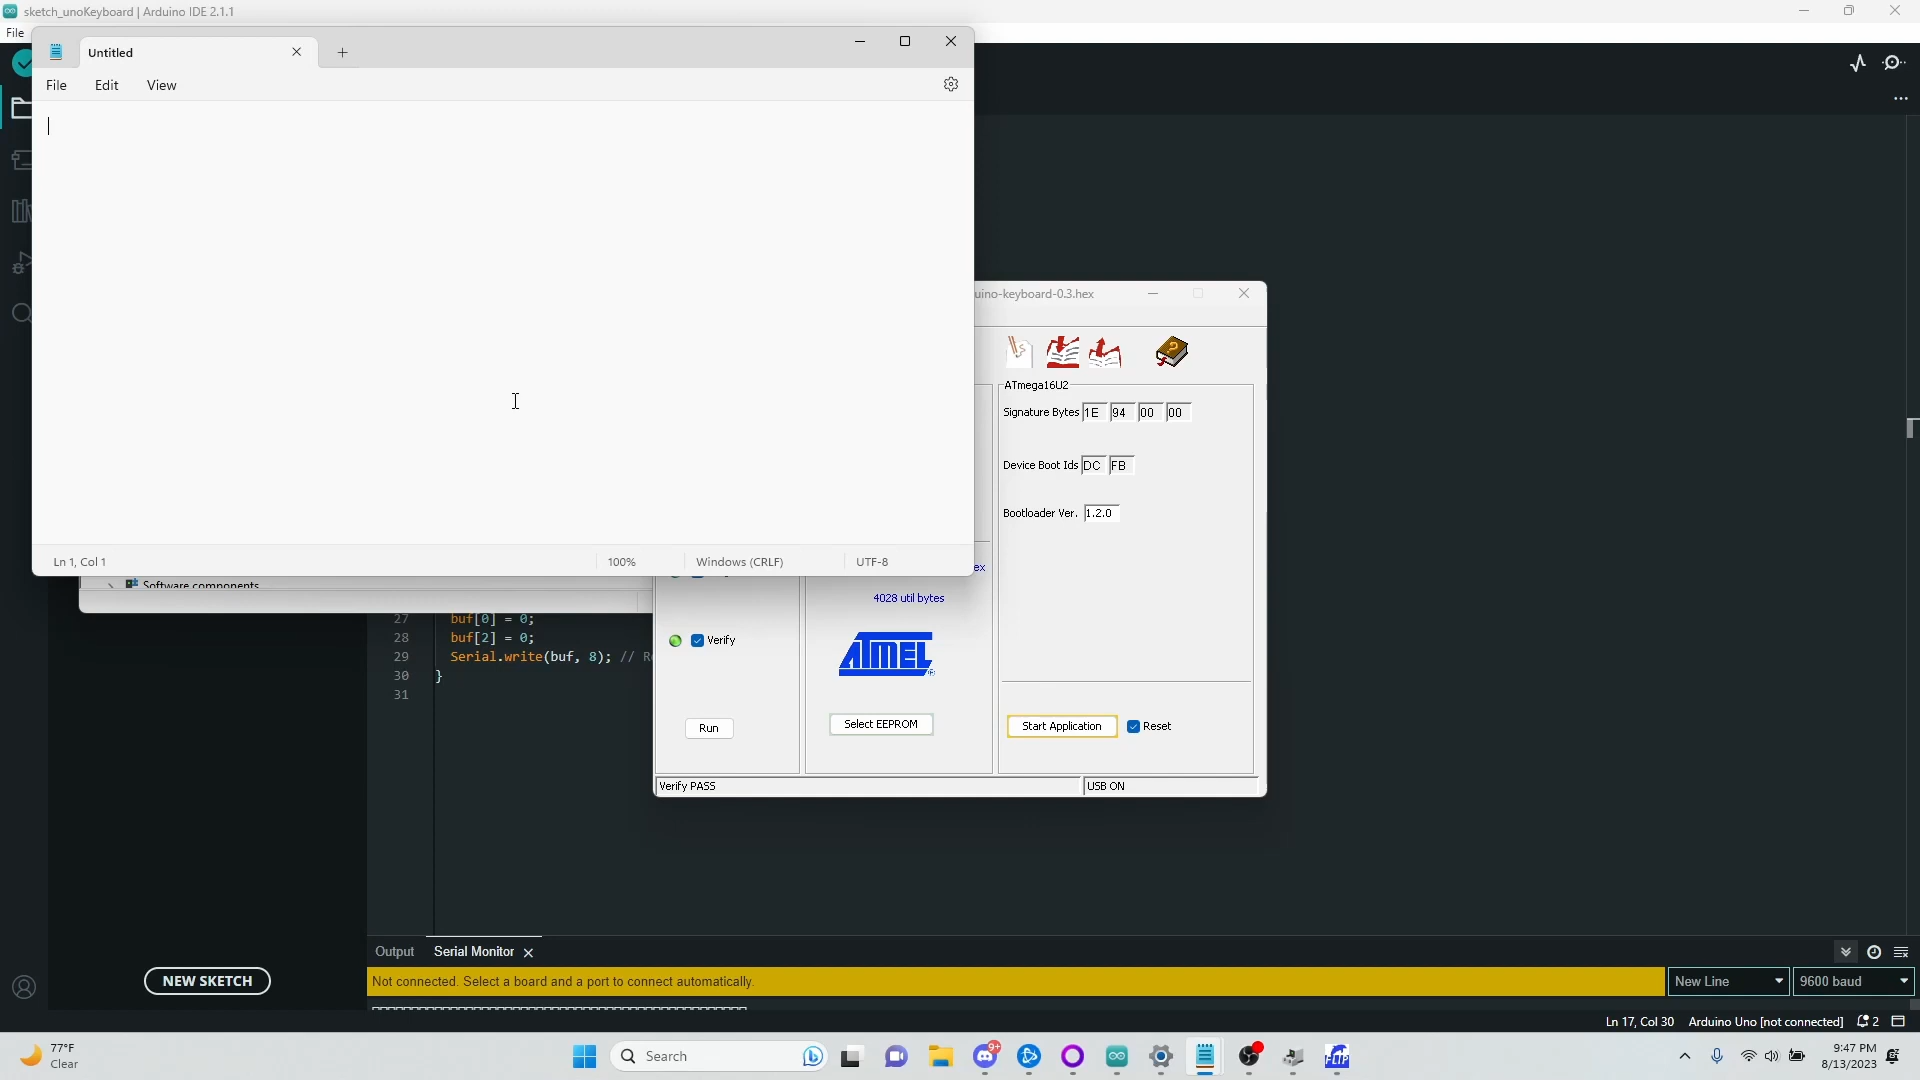 sketch_unoKeyboard | Arduino IDE 2.1.1
File
Untitled
File Edit View
Ln 1, Col 1 100% Windows (CRLF) UTF-8
Software components
uino-keyboard-0.3.hex
ATmega16U2
Signature Bytes 1E 94 00 00
Device Boot Ids DC FB
Bootloader Ver. 1.2.0
ex
4028 util bytes
Verify
ATMEL
Run
Select EEPROM
Start Application Reset
Verify PASS USB ON
27 buf[0] = 0;
28 buf[2] = 0;
29 Serial.write(buf, 8); // R
30 }
31
Output Serial Monitor
NEW SKETCH
Not connected. Select a board and a port to connect automatically.
New Line 9600 baud
Ln 17, Col 30 Arduino Uno [not connected] 2
77°F
Clear
Search
9+
FLIP
9:47 PM
8/13/2023